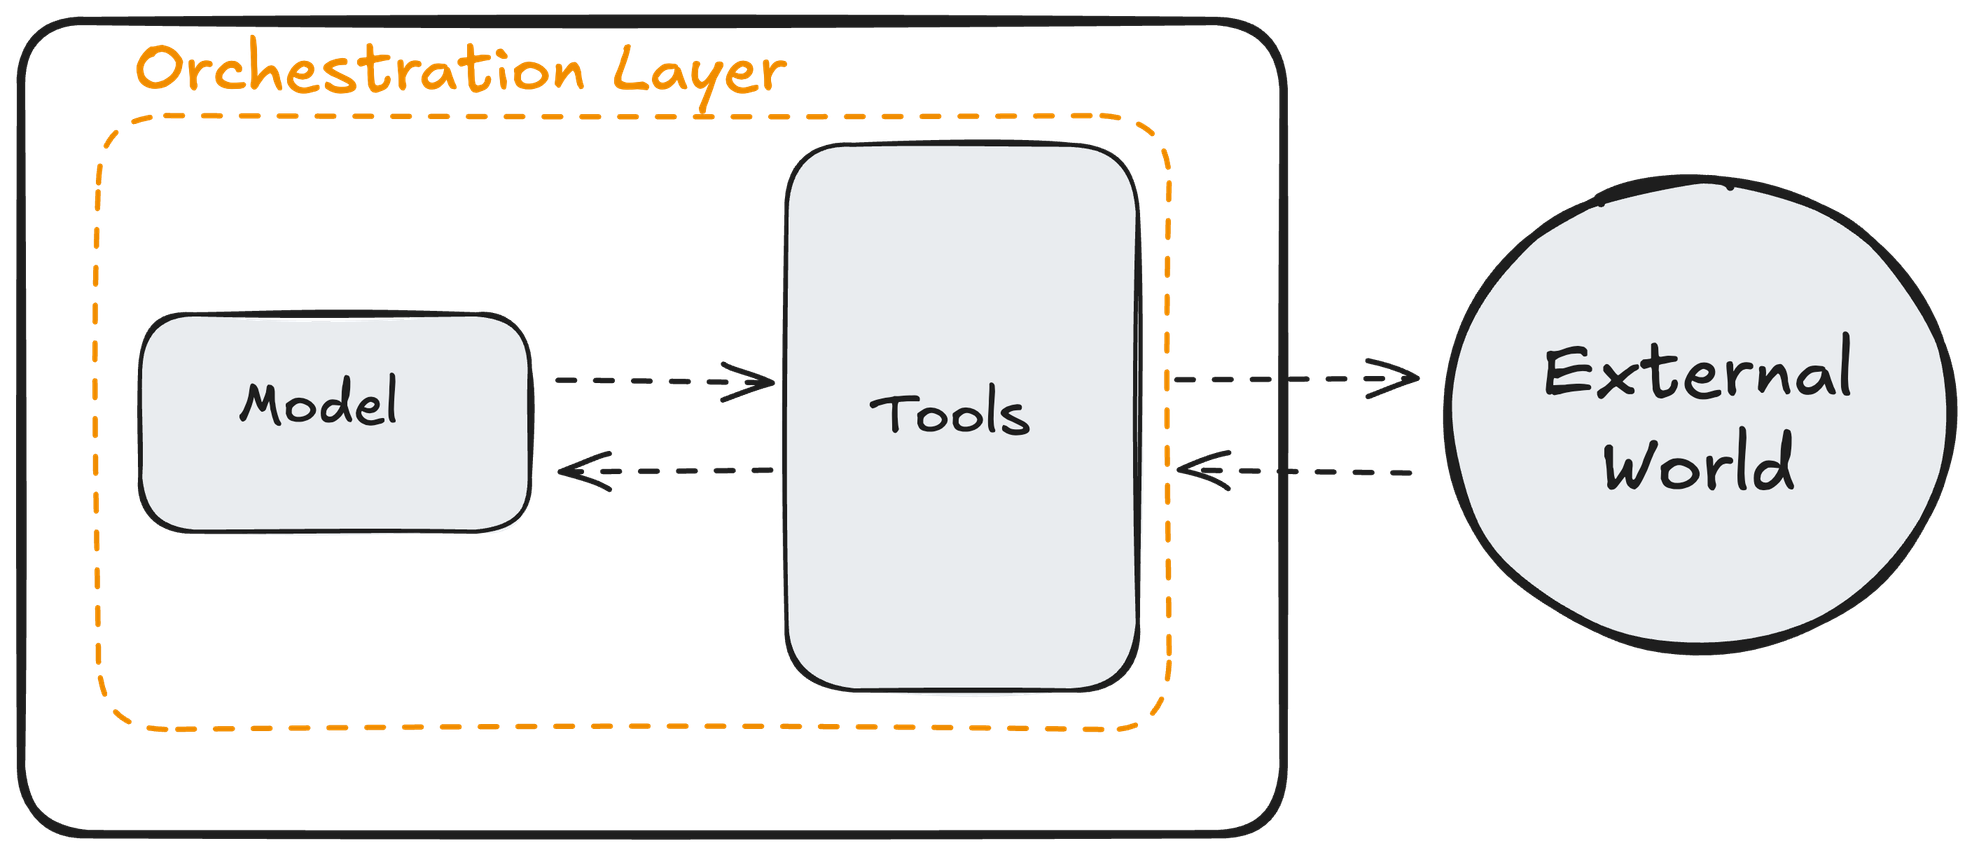 Orchestration Layer
Model
Tools
External
World